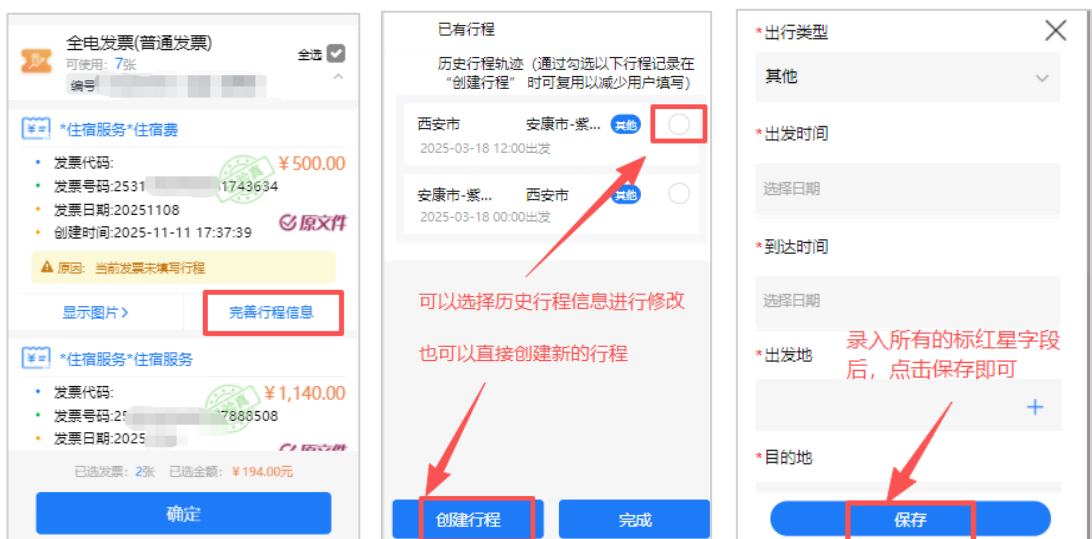 全电发票(普通发票)
可使用: 7张
全选
编号
*住宿服务*住宿费
发票代码:
¥500.00
发票号码:2531 1743634
发票日期:20251108
创建时间:2025-11-11 17:37:39
原文件
原因: 当前发票未填写行程
显示图片>
完善行程信息
*住宿服务*住宿服务
发票代码:
¥1,140.00
发票号码:25 7888508
发票日期:2025
已选发票: 2张 已选金额: ¥194.00元
确定
已有行程
历史行程轨迹 (通过勾选以下行程记录在
“创建行程” 时可复用以减少用户填写)
西安市 安康市-紫... 其他
2025-03-18 12:00出发
安康市-紫... 西安市 其他
2025-03-18 00:00出发
可以选择历史行程信息进行修改
也可以直接创建新的行程
创建行程
完成
*出行类型
其他
*出发时间
选择日期
*到达时间
选择日期
录入所有的标红星字段
后，点击保存即可
*出发地
*目的地
保存